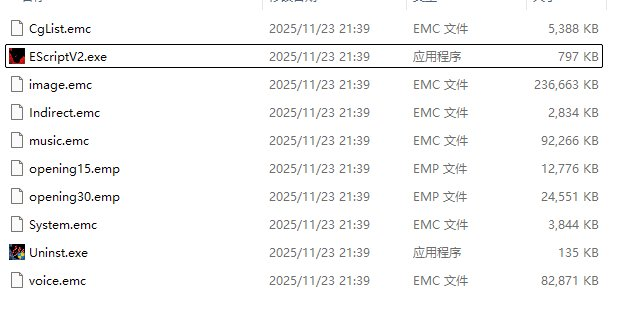 CgList.emc 2025/11/23 21:39 EMC 文件 5,388 KB
EScriptV2.exe 2025/11/23 21:39 应用程序 797 KB
image.emc 2025/11/23 21:39 EMC 文件 236,663 KB
Indirect.emc 2025/11/23 21:39 EMC 文件 2,834 KB
music.emc 2025/11/23 21:39 EMC 文件 92,266 KB
opening15.emp 2025/11/23 21:39 EMP 文件 12,776 KB
opening30.emp 2025/11/23 21:39 EMP 文件 24,551 KB
System.emc 2025/11/23 21:39 EMC 文件 3,844 KB
Uninst.exe 2025/11/23 21:39 应用程序 135 KB
voice.emc 2025/11/23 21:39 EMC 文件 82,871 KB